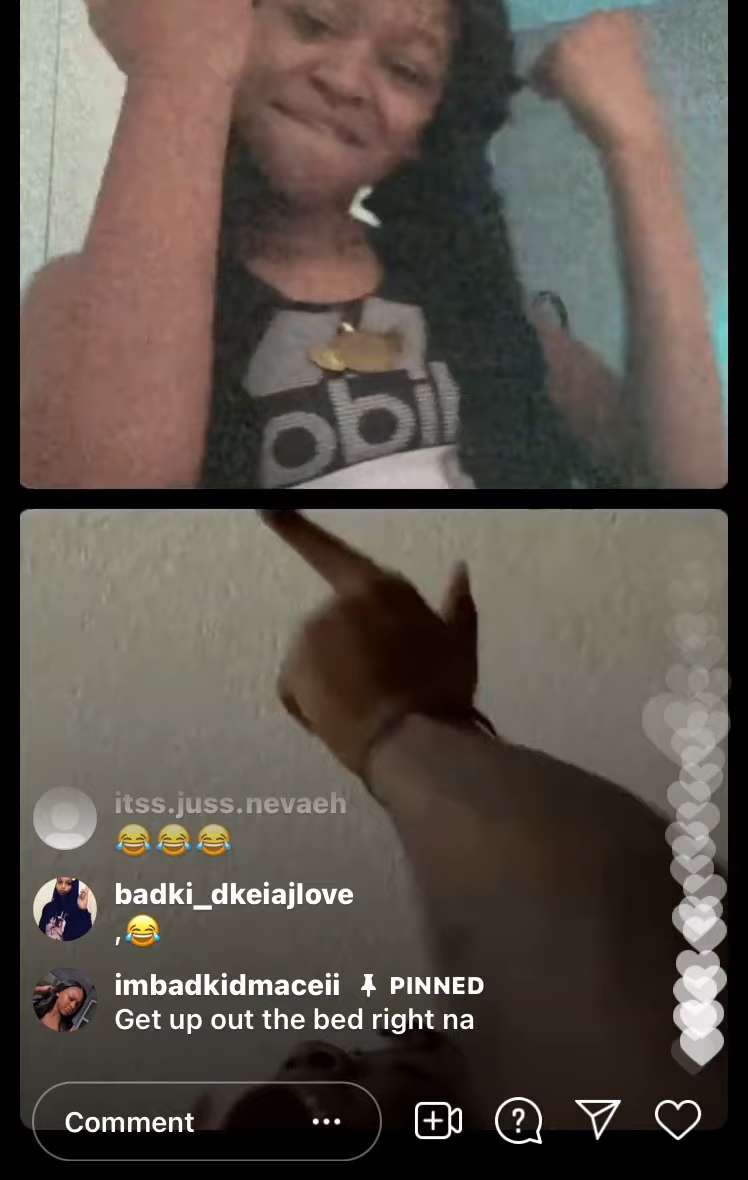 obil
itss.juss.nevaeh
😂😂😂
badki_dkeiajlove
,😂
imbadkidmaceii PINNED
Get up out the bed right na
Comment ...